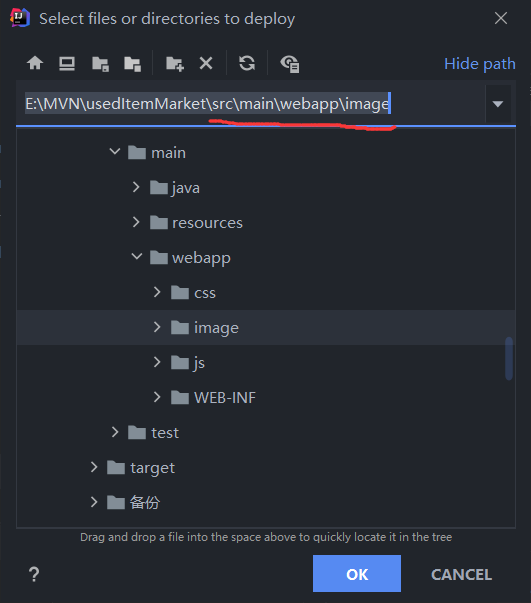 Select files or directories to deploy
Hide path
E:\MVN\usedItemMarket\src\main\webapp\image
main
java
resources
webapp
css
image
js
WEB-INF
test
target
备份
Drag and drop a file into the space above to quickly locate it in the tree
?
OK
CANCEL